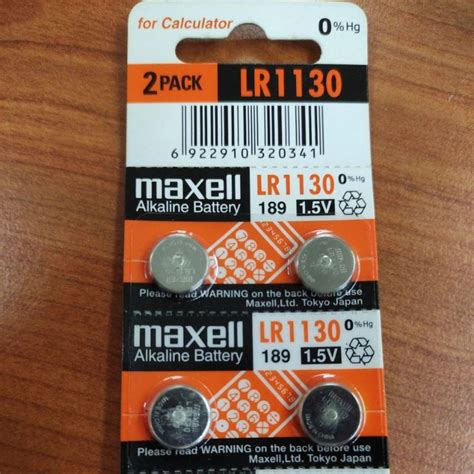 for Calculator 0%Hg
2PACK LR1130
6 922910 320341
maxell LR1130 0%Hg
Alkaline Battery 189 1.5V
Please read WARNING on the back before using.
Maxell,Ltd. Tokyo Japan
maxell LR1130 0%Hg
Alkaline Battery 189 1.5V
Please read WARNING on the back before using.
Maxell,Ltd. Tokyo Japan